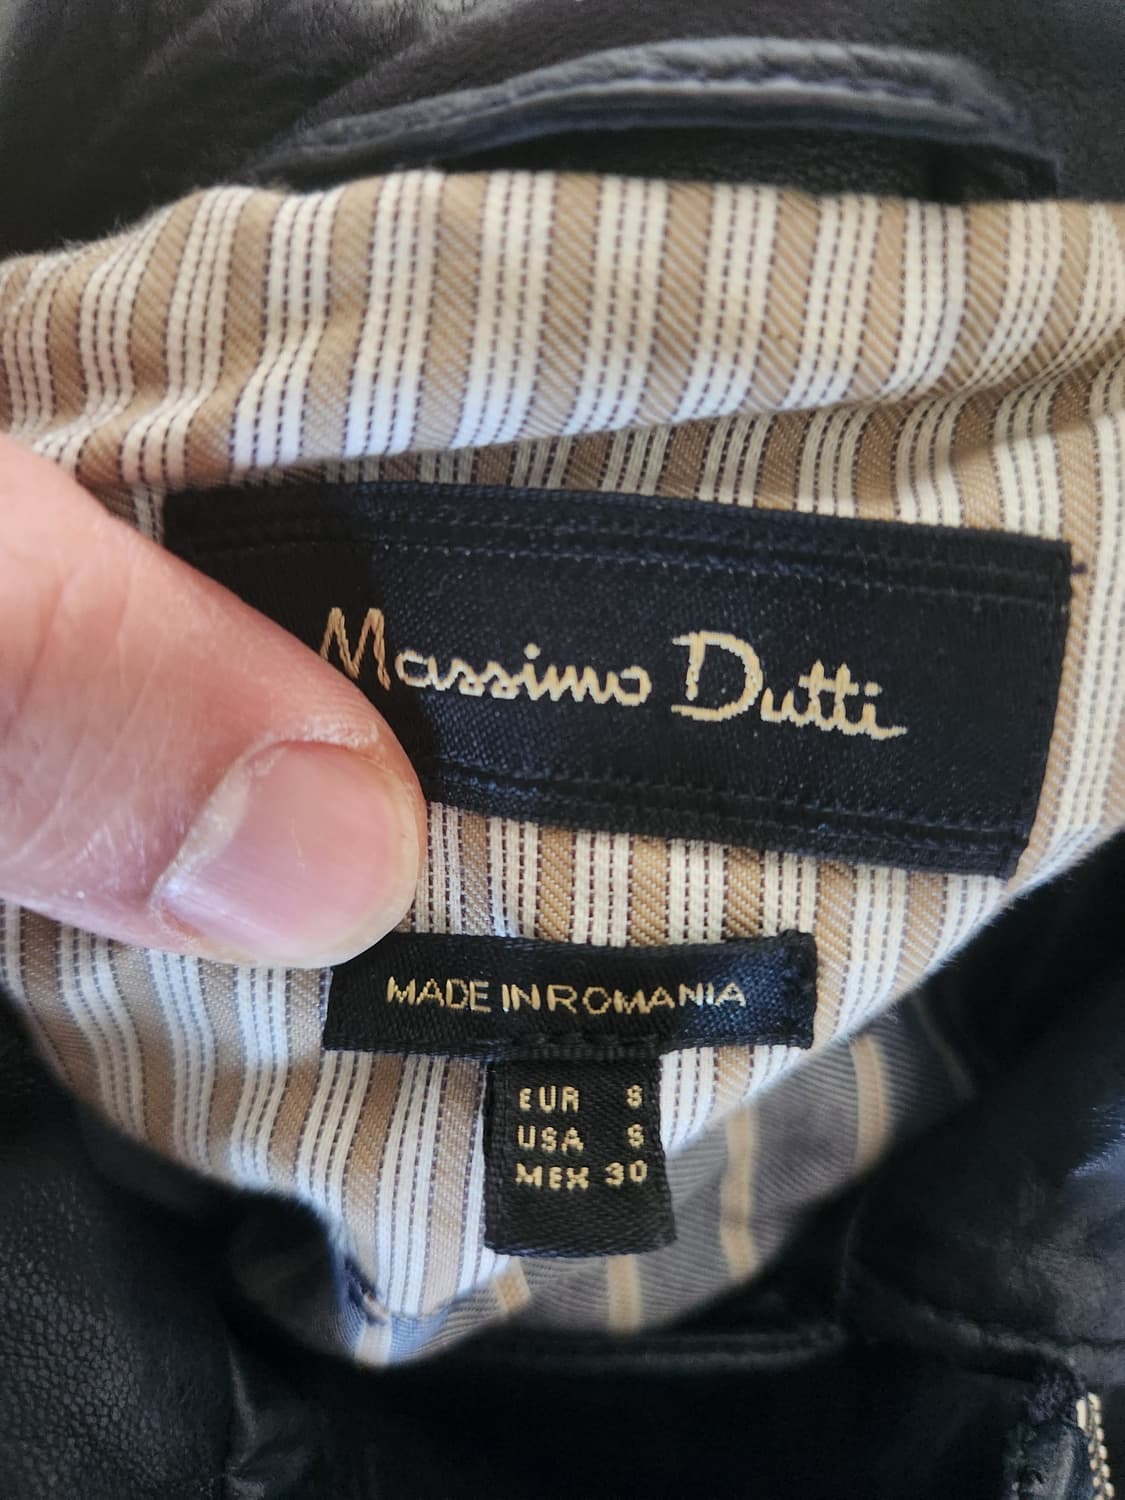 Massimo Dutti
MADE IN ROMANIA
EUR S
USA S
MEX 30